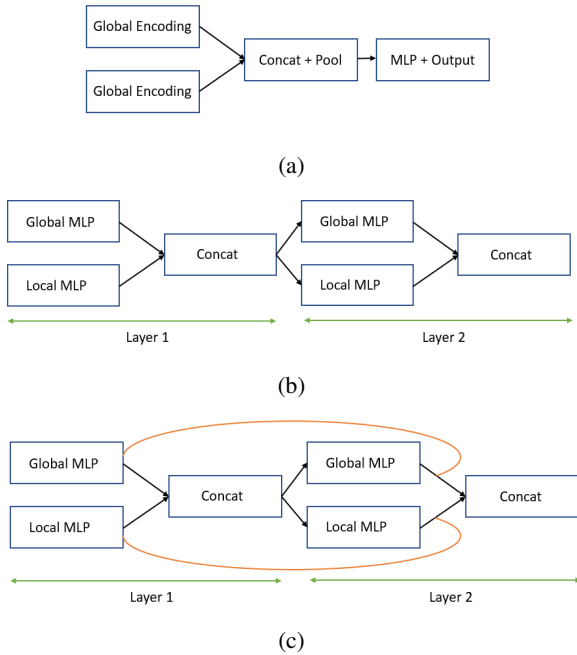 Global Encoding
Concat + Pool
MLP + Output
Global Encoding
(a)
Global MLP
Global MLP
Concat
Concat
Local MLP
Local MLP
Layer 1
Layer 2
(b)
Global MLP
Global MLP
Concat
Concat
Local MLP
Local MLP
Layer 1
Layer 2
(c)